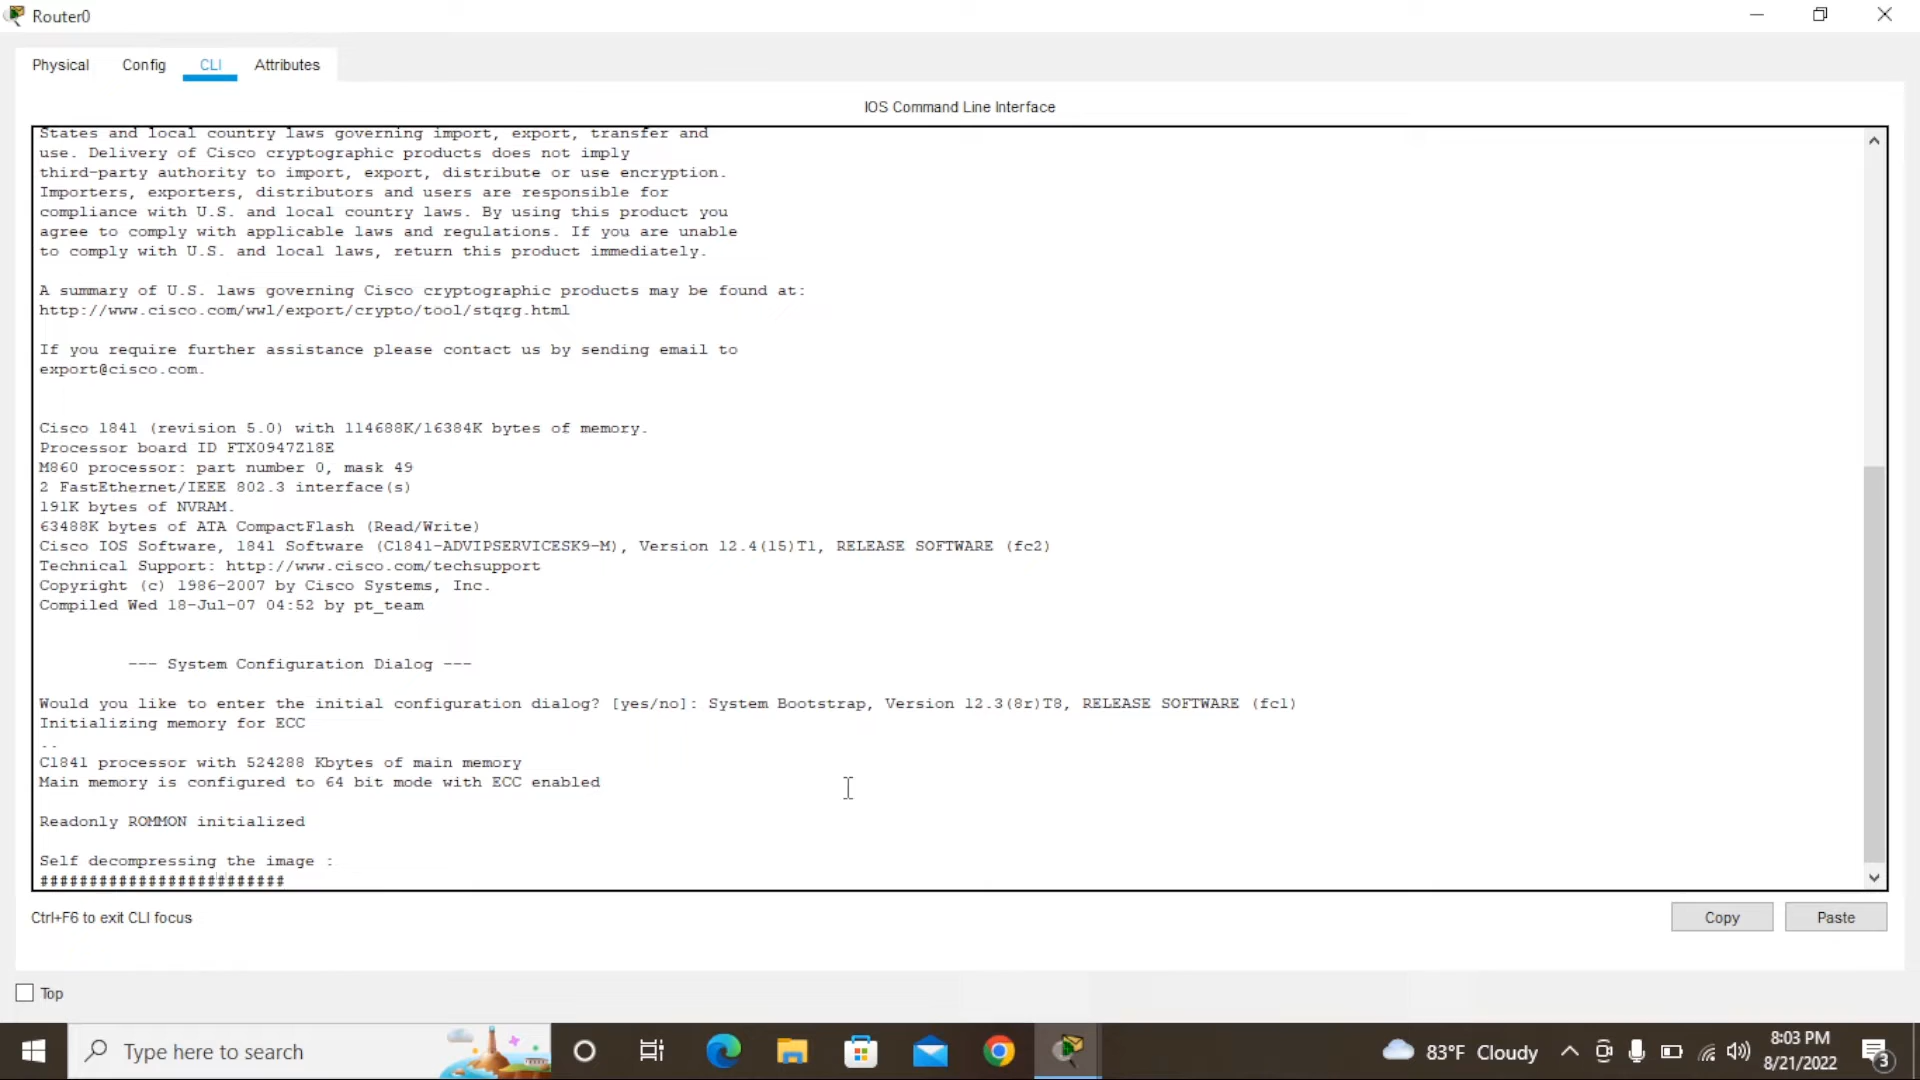 Router0
Physical Config CLI Attributes
IOS Command Line Interface
States and local country laws governing import, export, transfer and
use. Delivery of Cisco cryptographic products does not imply
third-party authority to import, export, distribute or use encryption.
Importers, exporters, distributors and users are responsible for
compliance with U.S. and local country laws. By using this product you
agree to comply with applicable laws and regulations. If you are unable
to comply with U.S. and local laws, return this product immediately.
A summary of U.S. laws governing Cisco cryptographic products may be found at:
http://www.cisco.com/wwl/export/crypto/tool/stqrg.html
If you require further assistance please contact us by sending email to
export@cisco.com.
Cisco 1841 (revision 5.0) with 114688K/16384K bytes of memory.
Processor board ID FTX0947Z18E
M860 processor: part number 0, mask 49
2 FastEthernet/IEEE 802.3 interface(s)
191K bytes of NVRAM.
63488K bytes of ATA CompactFlash (Read/Write)
Cisco IOS Software, 1841 Software (C1841-ADVIPSERVICESK9-M), Version 12.4(15)T1, RELEASE SOFTWARE (fc2)
Technical Support: http://www.cisco.com/techsupport
Copyright (c) 1986-2007 by Cisco Systems, Inc.
Compiled Wed 18-Jul-07 04:52 by pt_team
--- System Configuration Dialog ---
Would you like to enter the initial configuration dialog? [yes/no]: System Bootstrap, Version 12.3(8r)T8, RELEASE SOFTWARE (fc1)
Initializing memory for ECC
..
C1841 processor with 524288 Kbytes of main memory
Main memory is configured to 64 bit mode with ECC enabled
Readonly ROMMON initialized
Self decompressing the image :
#########################
Ctrl+F6 to exit CLI focus
Copy Paste
Top
Type here to search
83°F Cloudy
8:03 PM
8/21/2022
3